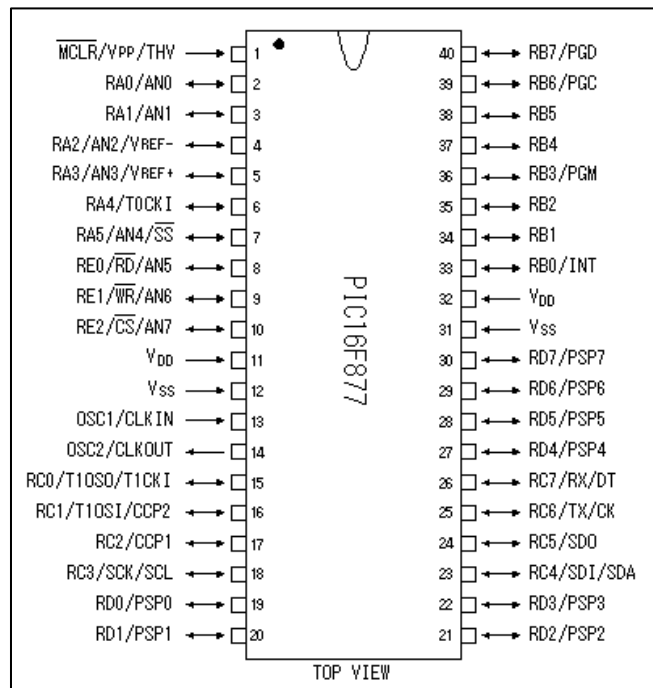 MCLR/VPP/THV 1 40 RB7/PGD
RA0/AN0 2 39 RB6/PGC
RA1/AN1 3 38 RB5
RA2/AN2/VREF- 4 37 RB4
RA3/AN3/VREF+ 5 36 RB3/PGM
RA4/T0CKI 6 35 RB2
RA5/AN4/SS 7 34 RB1
RE0/RD/AN5 8 33 RB0/INT
RE1/WR/AN6 9 32 VDD
RE2/CS/AN7 10 31 VSS
VDD 11 30 RD7/PSP7
VSS 12 29 RD6/PSP6
OSC1/CLKIN 13 28 RD5/PSP5
OSC2/CLKOUT 14 27 RD4/PSP4
RC0/T1OSO/T1CKI 15 26 RC7/RX/DT
RC1/T1OSI/CCP2 16 25 RC6/TX/CK
RC2/CCP1 17 24 RC5/SDO
RC3/SCK/SCL 18 23 RC4/SDI/SDA
RD0/PSP0 19 22 RD3/PSP3
RD1/PSP1 20 21 RD2/PSP2
PIC16F877
TOP VIEW